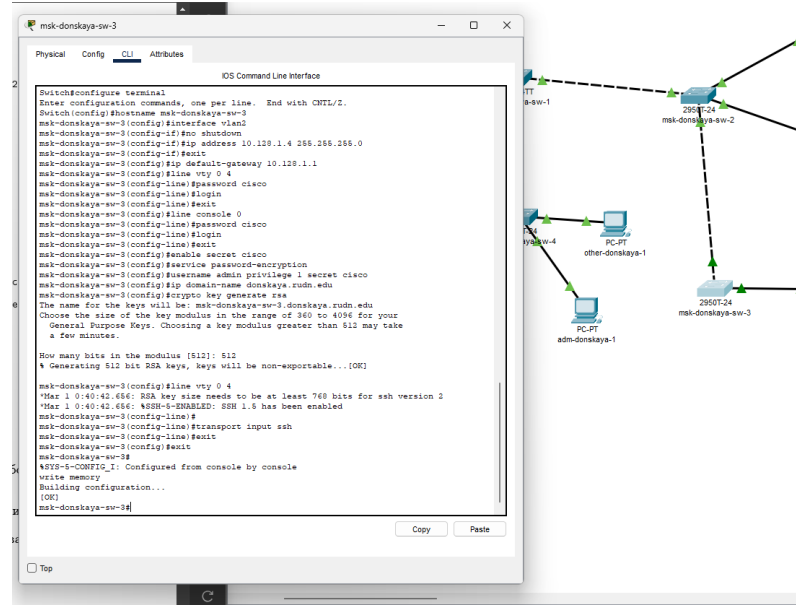 msk-donskaya-sw-3
Physical Config CLI Attributes
IOS Command Line Interface
Switch#configure terminal
Enter configuration commands, one per line. End with CNTL/Z.
Switch(config)#hostname msk-donskaya-sw-3
msk-donskaya-sw-3(config)#interface vlan2
msk-donskaya-sw-3(config-if)#no shutdown
msk-donskaya-sw-3(config-if)#ip address 10.128.1.4 255.255.255.0
msk-donskaya-sw-3(config-if)#exit
msk-donskaya-sw-3(config)#ip default-gateway 10.128.1.1
msk-donskaya-sw-3(config)#line vty 0 4
msk-donskaya-sw-3(config-line)#password cisco
msk-donskaya-sw-3(config-line)#login
msk-donskaya-sw-3(config-line)#exit
msk-donskaya-sw-3(config)#line console 0
msk-donskaya-sw-3(config-line)#password cisco
msk-donskaya-sw-3(config-line)#login
msk-donskaya-sw-3(config-line)#exit
msk-donskaya-sw-3(config)#enable secret cisco
msk-donskaya-sw-3(config)#service password-encryption
msk-donskaya-sw-3(config)#username admin privilege 1 secret cisco
msk-donskaya-sw-3(config)#ip domain-name donskaya.rudn.edu
msk-donskaya-sw-3(config)#crypto key generate rsa
The name for the keys will be: msk-donskaya-sw-3.donskaya.rudn.edu
Choose the size of the key modulus in the range of 360 to 4096 for your
General Purpose Keys. Choosing a key modulus greater than 512 may take
a few minutes.
How many bits in the modulus [512]: 512
% Generating 512 bit RSA keys, keys will be non-exportable...[OK]
msk-donskaya-sw-3(config)#line vty 0 4
*Mar 1 0:40:42.656: RSA key size needs to be at least 768 bits for ssh version 2
*Mar 1 0:40:42.656: %SSH-5-ENABLED: SSH 1.5 has been enabled
msk-donskaya-sw-3(config-line)#
msk-donskaya-sw-3(config-line)#transport input ssh
msk-donskaya-sw-3(config-line)#exit
msk-donskaya-sw-3(config)#exit
msk-donskaya-sw-3#
%SYS-5-CONFIG_I: Configured from console by console
write memory
Building configuration...
[OK]
msk-donskaya-sw-3#
Copy Paste
Top
2950T-24
msk-donskaya-sw-2
PC-PT
other-donskaya-1
2950T-24
msk-donskaya-sw-3
PC-PT
adm-donskaya-1